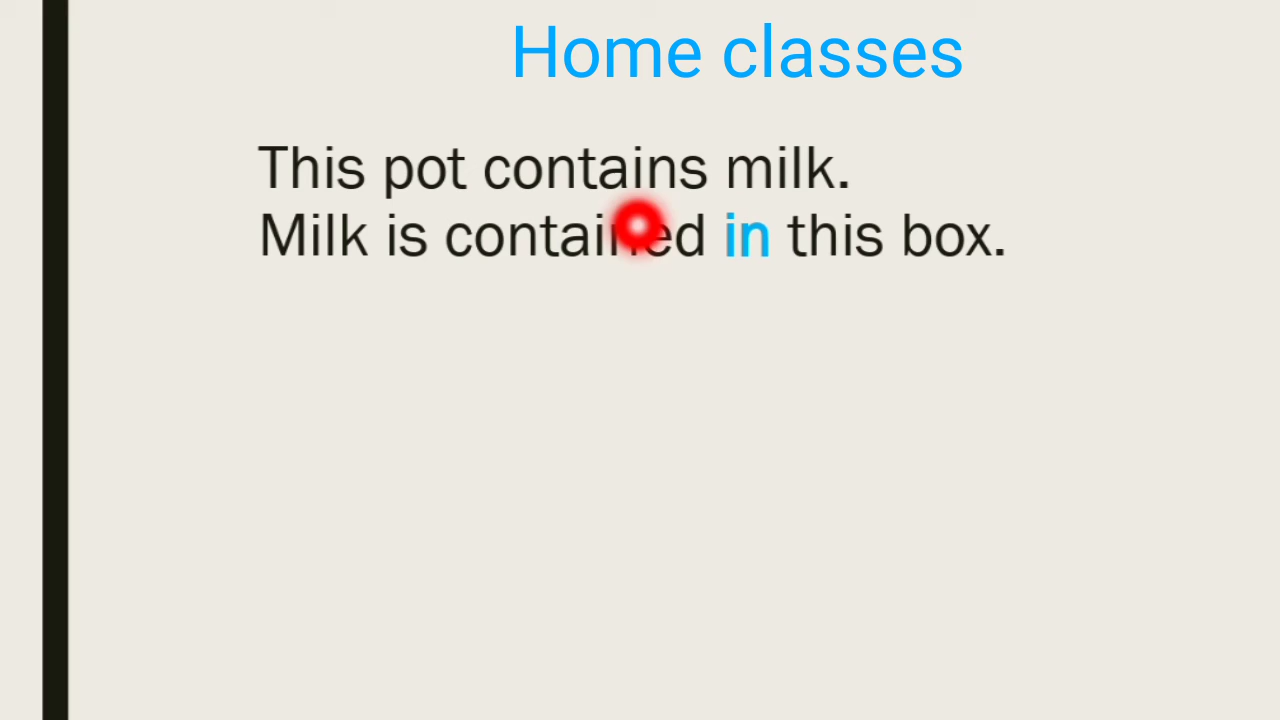 Home classes
This pot contains milk.
Milk is contained in this box.